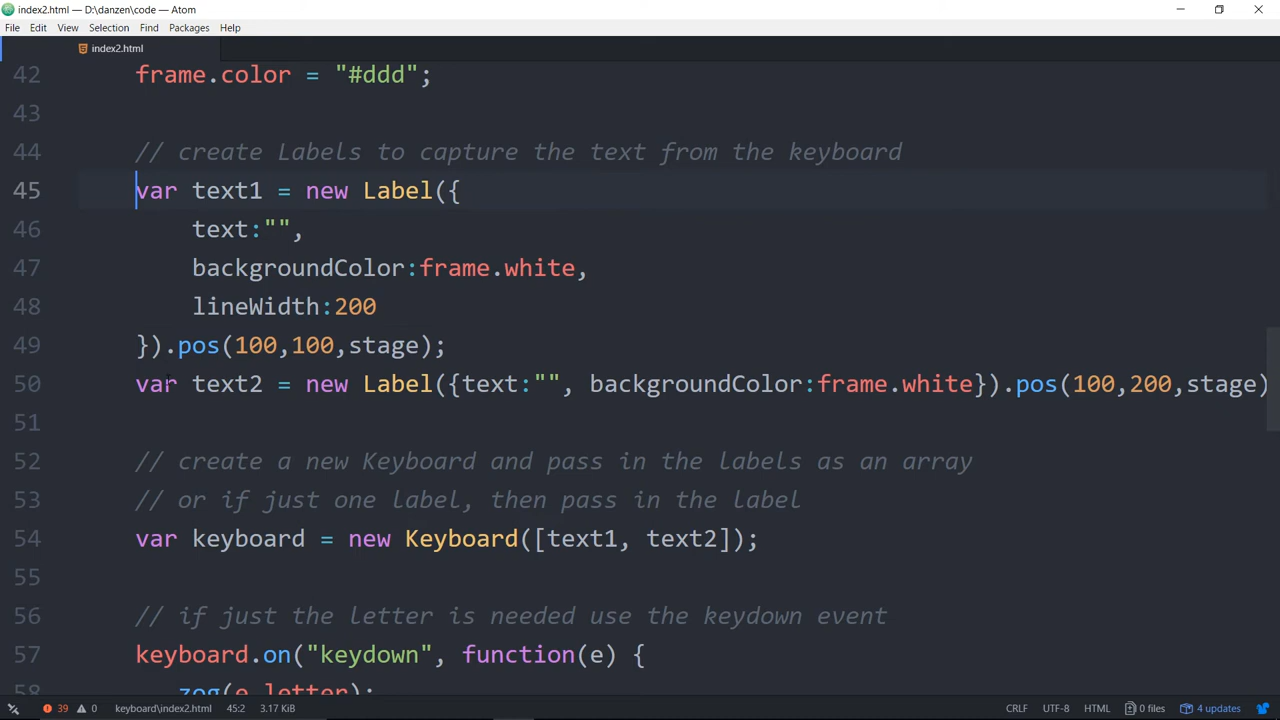 index2.html — D:\danzen\code — Atom
File Edit View Selection Find Packages Help
index2.html
42 frame.color = "#ddd";
43
44 // create Labels to capture the text from the keyboard
45 var text1 = new Label({
46 text:"",
47 backgroundColor:frame.white,
48 lineWidth:200
49 }).pos(100,100,stage);
50 var text2 = new Label({text:"", backgroundColor:frame.white}).pos(100,200,stage)
51
52 // create a new Keyboard and pass in the labels as an array
53 // or if just one label, then pass in the label
54 var keyboard = new Keyboard([text1, text2]);
55
56 // if just the letter is needed use the keydown event
57 keyboard.on("keydown", function(e) {
58 zog(e.letter);
39 0 keyboard\index2.html 45:2 3.17 KiB CRLF UTF-8 HTML 0 files 4 updates